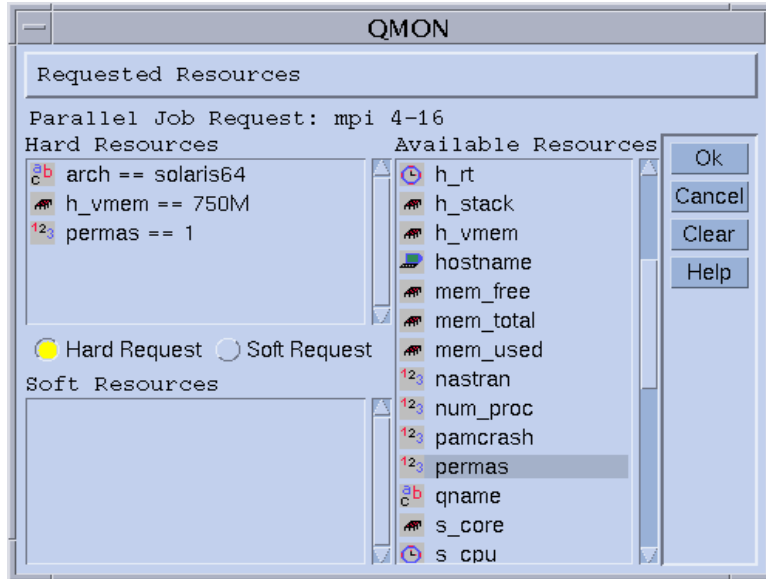 QMON
Requested Resources
Parallel Job Request: mpi 4-16
Hard Resources
arch == solaris64
h_vmem == 750M
permas == 1
Hard Request
Soft Request
Soft Resources
Available Resources
h_rt
h_stack
h_vmem
hostname
mem_free
mem_total
mem_used
nastran
num_proc
pamcrash
permas
qname
s_core
s_cpu
Ok
Cancel
Clear
Help